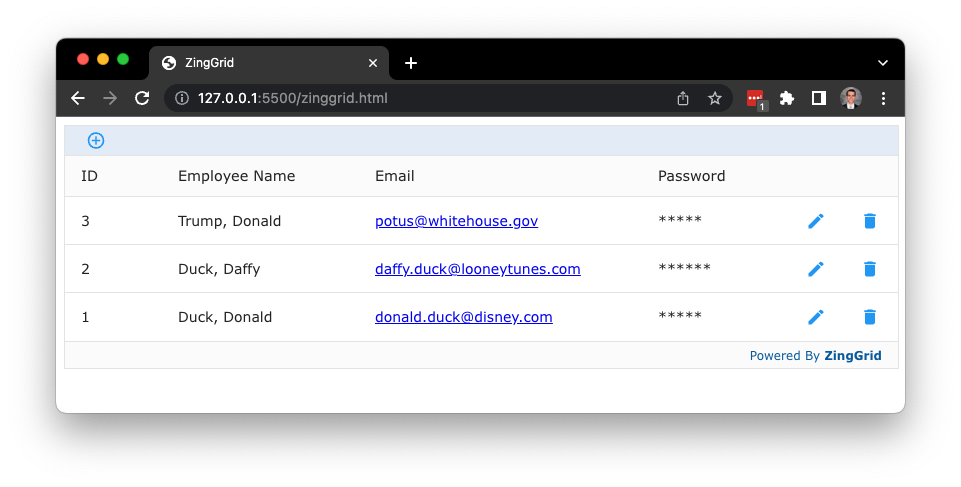 ZingGrid
127.0.0.1:5500/zinggrid.html
1
ID Employee Name Email Password
3 Trump, Donald potus@whitehouse.gov *****
2 Duck, Daffy daffy.duck@looneytunes.com ******
1 Duck, Donald donald.duck@disney.com *****
Powered By ZingGrid